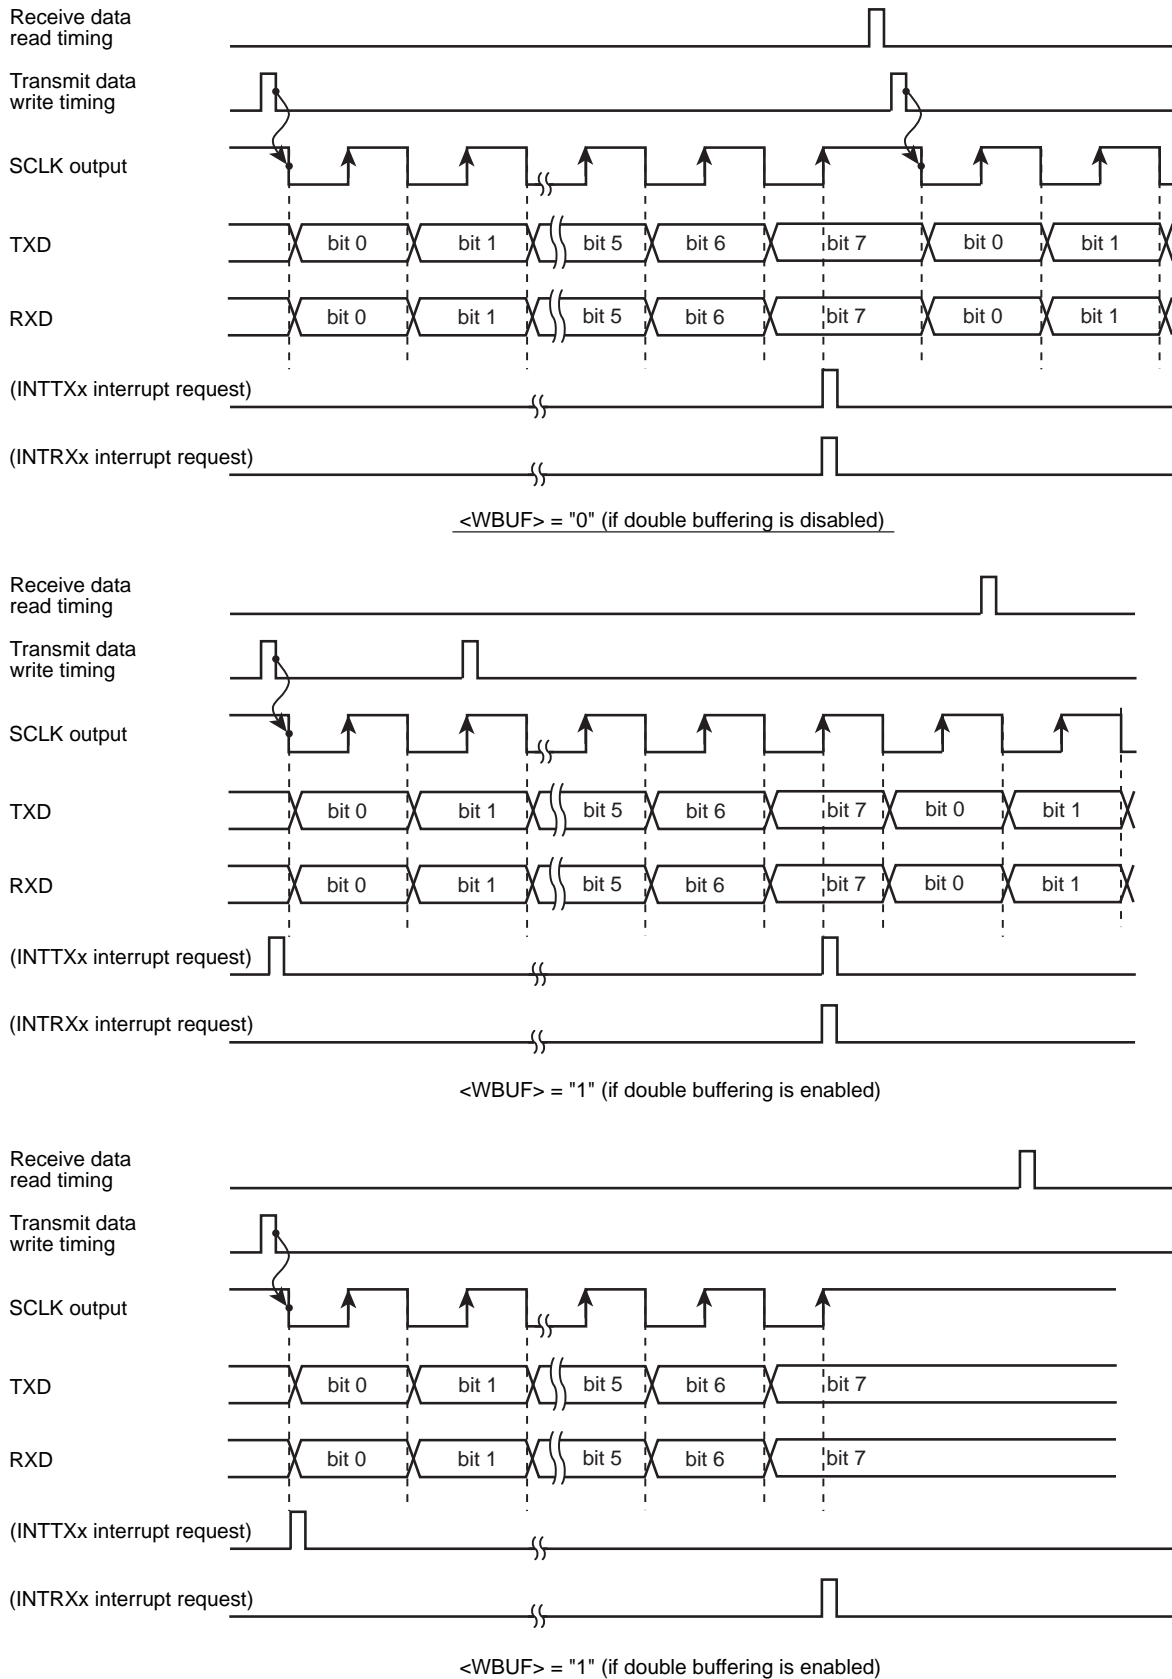 Receive data
read timing
Transmit data
write timing
SCLK output
TXD
bit 0 bit 1 bit 5 bit 6 bit 7 bit 0 bit 1
RXD
bit 0 bit 1 bit 5 bit 6 bit 7 bit 0 bit 1
(INTTXx interrupt request)
(INTRXx interrupt request)
<WBUF> = "0" (if double buffering is disabled)
Receive data
read timing
Transmit data
write timing
SCLK output
TXD
bit 0 bit 1 bit 5 bit 6 bit 7 bit 0 bit 1
RXD
bit 0 bit 1 bit 5 bit 6 bit 7 bit 0 bit 1
(INTTXx interrupt request)
(INTRXx interrupt request)
<WBUF> = "1" (if double buffering is enabled)
Receive data
read timing
Transmit data
write timing
SCLK output
TXD
bit 0 bit 1 bit 5 bit 6 bit 7
RXD
bit 0 bit 1 bit 5 bit 6 bit 7
(INTTXx interrupt request)
(INTRXx interrupt request)
<WBUF> = "1" (if double buffering is enabled)